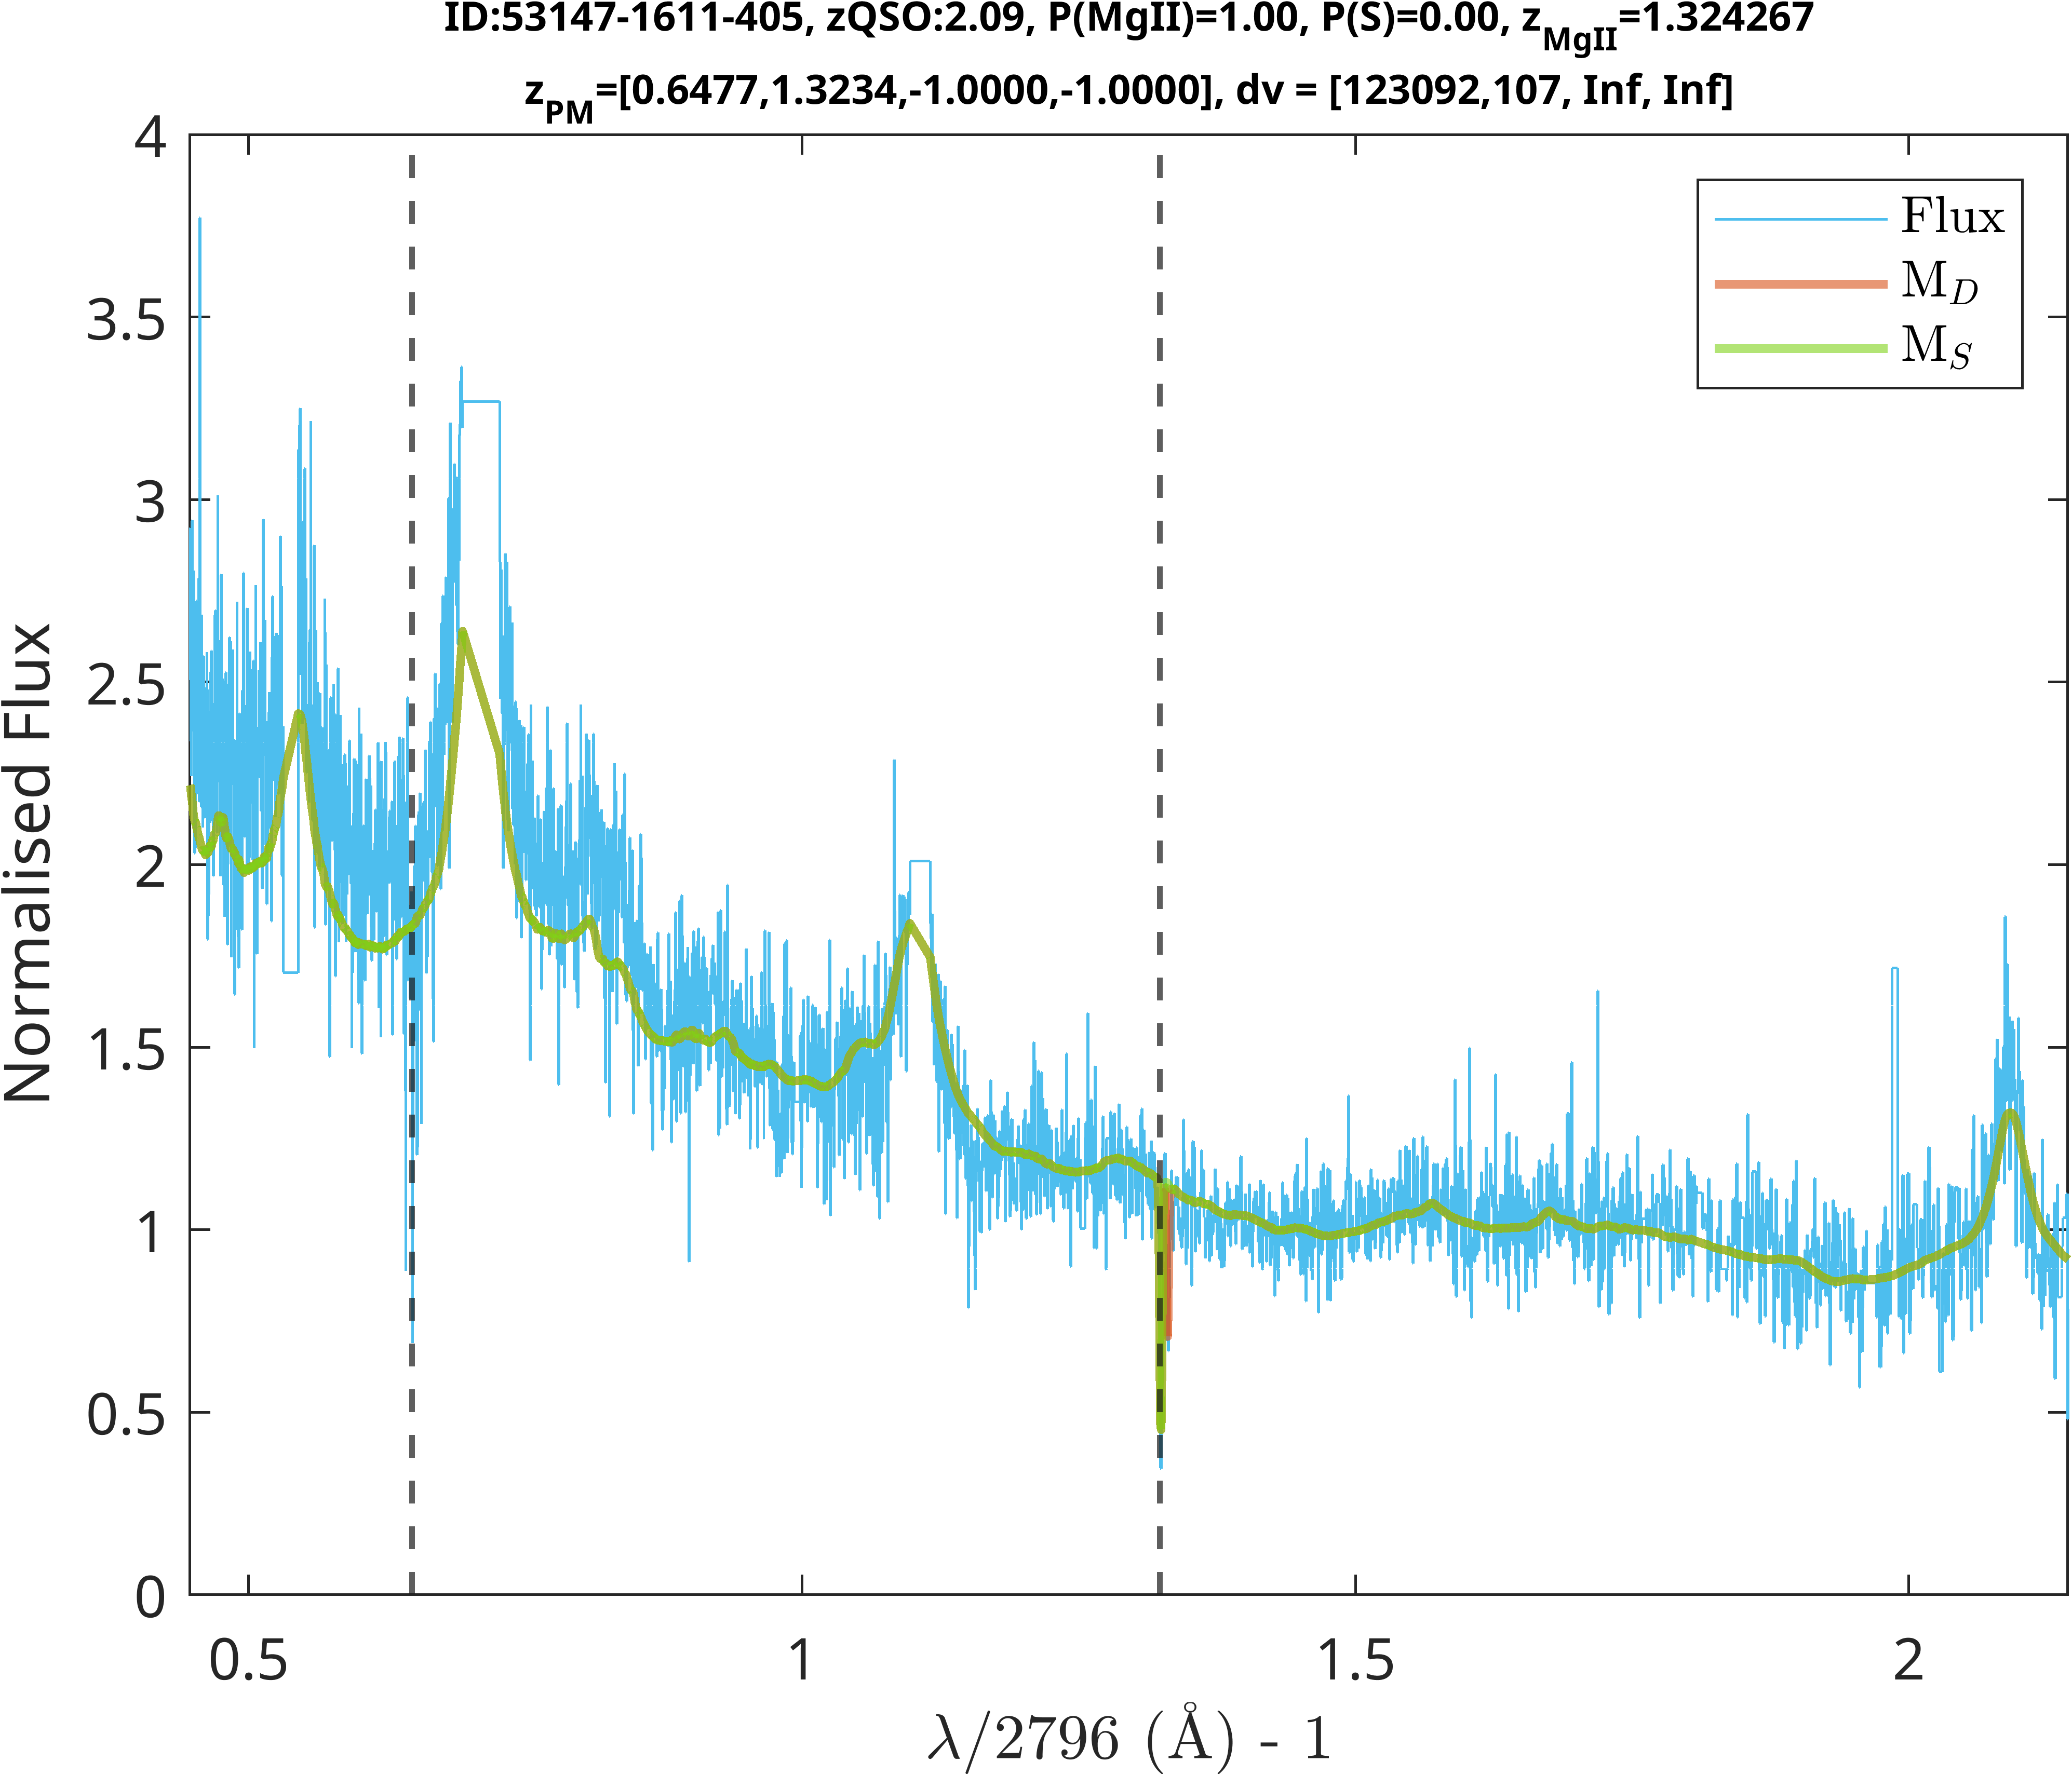 ID:53147-1611-405, zQSO:2.09, P(MgII)=1.00, P(S)=0.00, zMgII=1.324267
zPM=[0.6477,1.3234,-1.0000,-1.0000], dv = [123092,107, Inf, Inf]
4
3.5
3
2.5
2
1.5
1
0.5
0
Normalised Flux
Flux
MD
MS
0.5
1
1.5
2
λ/2796 (Å) - 1